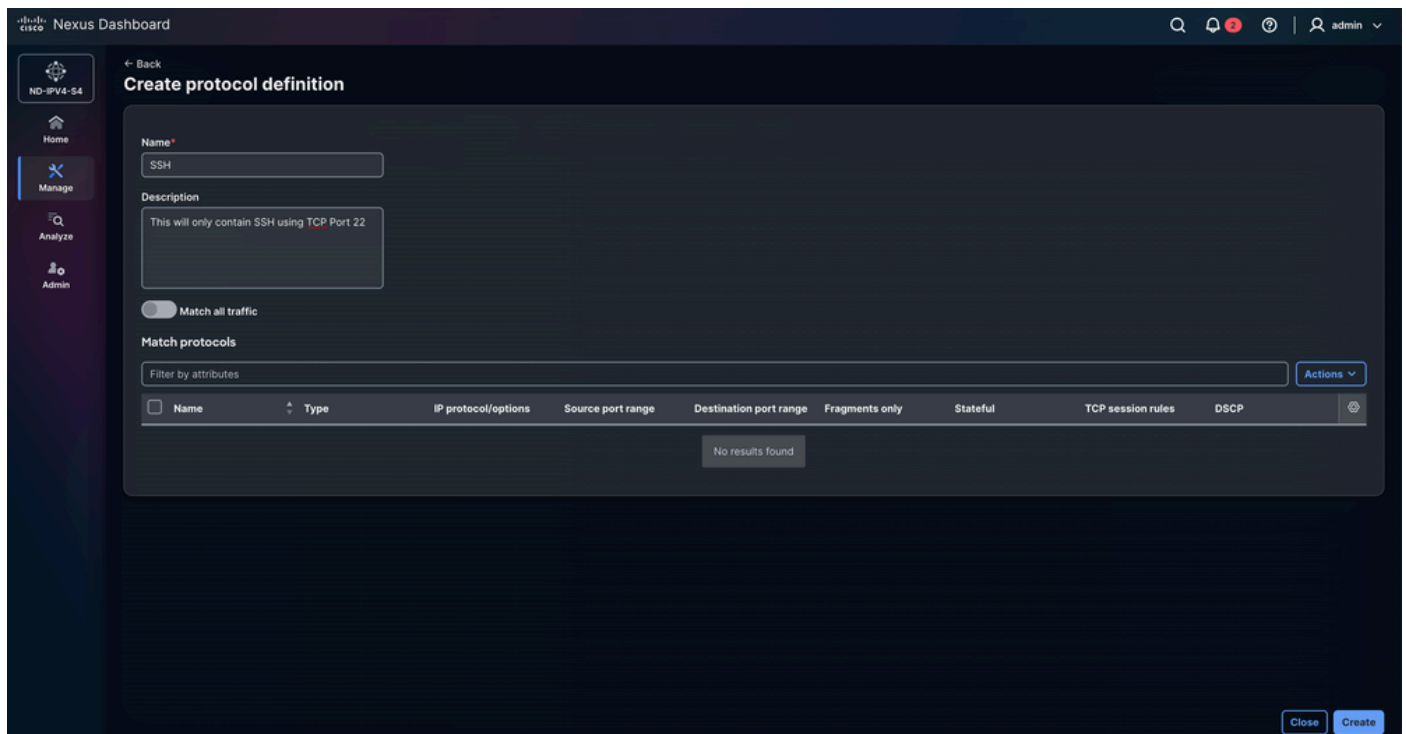 CISCO Nexus Dashboard 2 admin
ND-IPV4-S4
Home
Manage
Analyze
Admin
← Back
Create protocol definition
Name*
SSH
Description
This will only contain SSH using TCP Port 22
Match all traffic
Match protocols
Filter by attributes Actions
Name Type IP protocol/options Source port range Destination port range Fragments only Stateful TCP session rules DSCP
No results found
Close Create